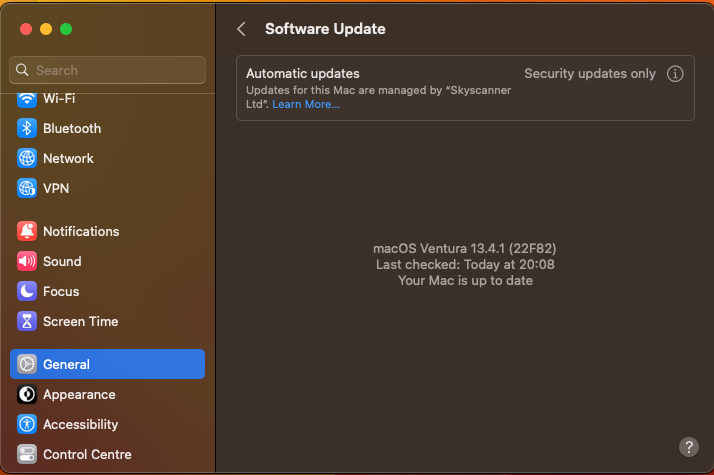 Software Update
Search
Wi-Fi
Bluetooth
Network
VPN
Notifications
Sound
Focus
Screen Time
General
Appearance
Accessibility
Control Centre
Automatic updates
Security updates only
Updates for this Mac are managed by “Skyscanner
Ltd”. Learn More...
macOS Ventura 13.4.1 (22F82)
Last checked: Today at 20:08
Your Mac is up to date
?